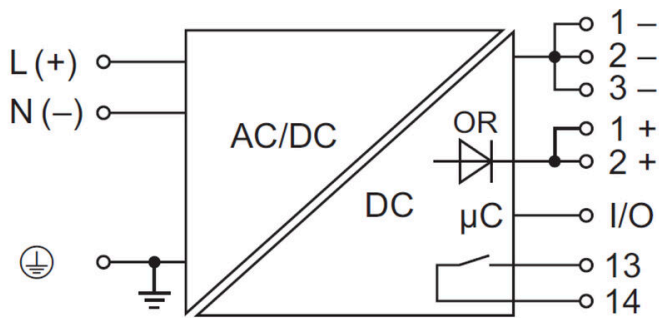 L (+)
N (–)
AC/DC
DC
OR
µC
1 –
2 –
3 –
1 +
2 +
I/O
13
14